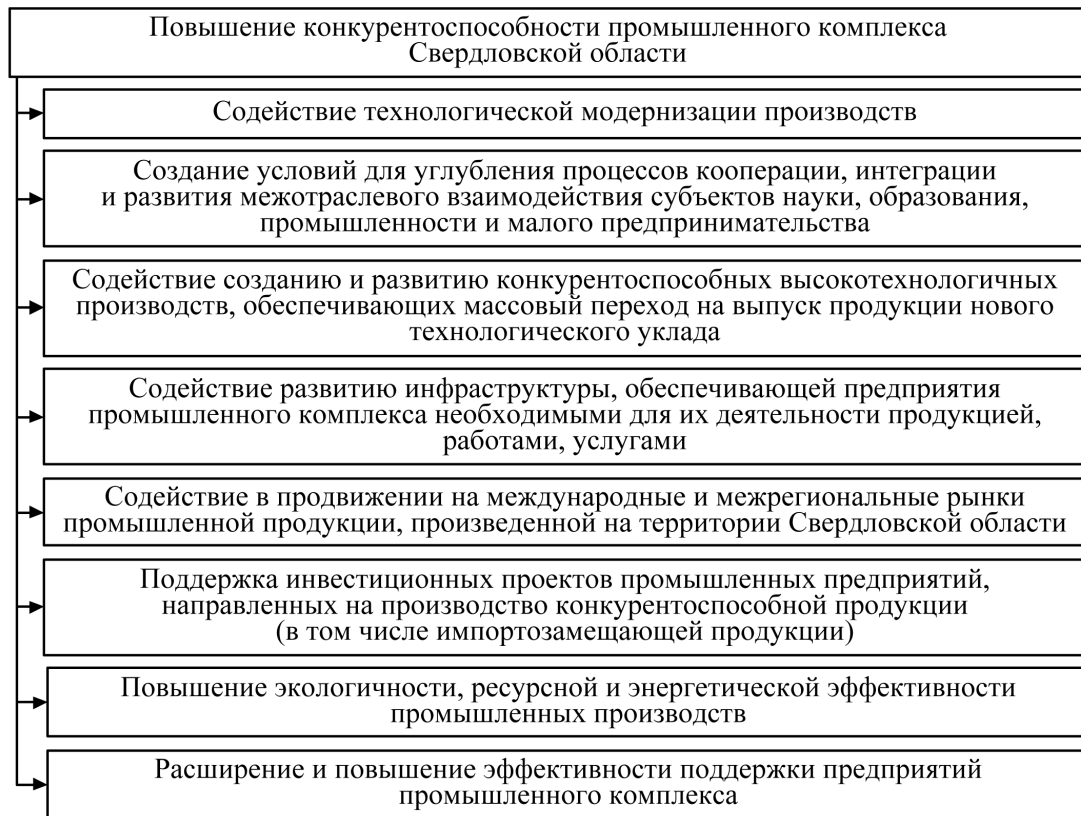 Повышение конкурентоспособности промышленного комплекса
Свердловской области
Содействие технологической модернизации производств
Создание условий для углубления процессов кооперации, интеграции
и развития межотраслевого взаимодействия субъектов науки, образования,
промышленности и малого предпринимательства
Содействие созданию и развитию конкурентоспособных высокотехнологичных
производств, обеспечивающих массовый переход на выпуск продукции нового
технологического уклада
Содействие развитию инфраструктуры, обеспечивающей предприятия
промышленного комплекса необходимыми для их деятельности продукцией,
работами, услугами
Содействие в продвижении на международные и межрегиональные рынки
промышленной продукции, произведенной на территории Свердловской области
Поддержка инвестиционных проектов промышленных предприятий,
направленных на производство конкурентоспособной продукции
(в том числе импортозамещающей продукции)
Повышение экологичности, ресурсной и энергетической эффективности
промышленных производств
Расширение и повышение эффективности поддержки предприятий
промышленного комплекса